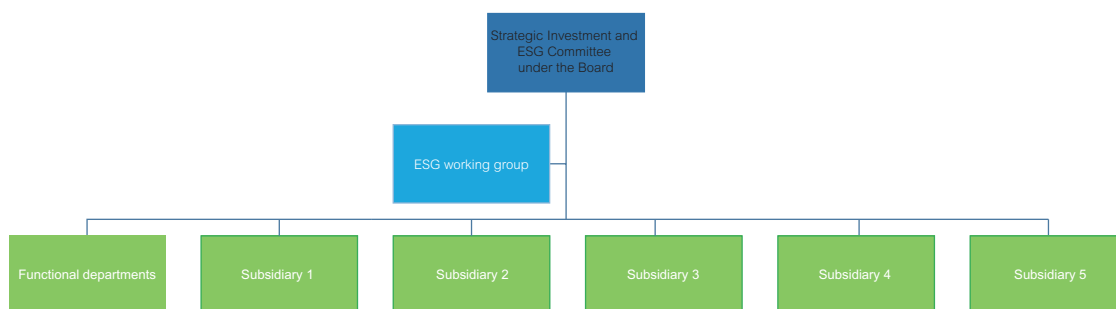 Strategic Investment and
ESG Committee
under the Board
ESG working group
Functional departments
Subsidiary 1
Subsidiary 2
Subsidiary 3
Subsidiary 4
Subsidiary 5